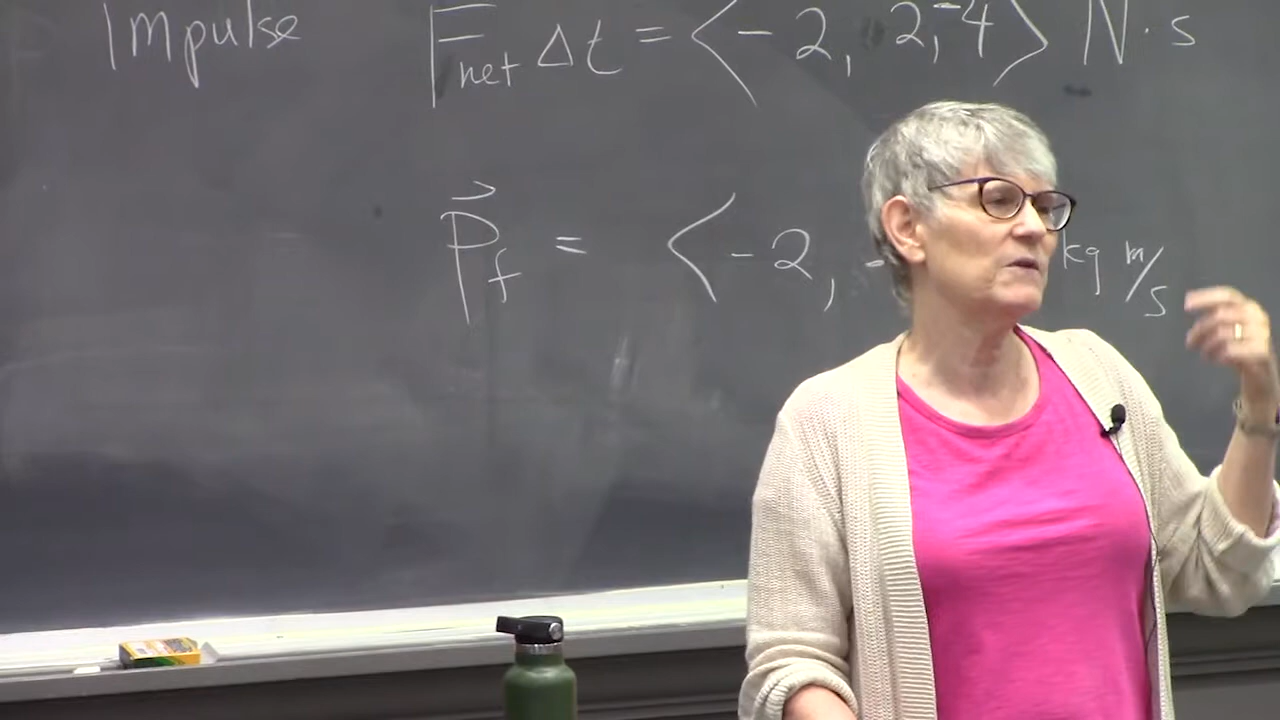 Impulse F net Δt = ⟨-2, 2, -4⟩ N·s
P⃗f = ⟨-2, - kg m/s